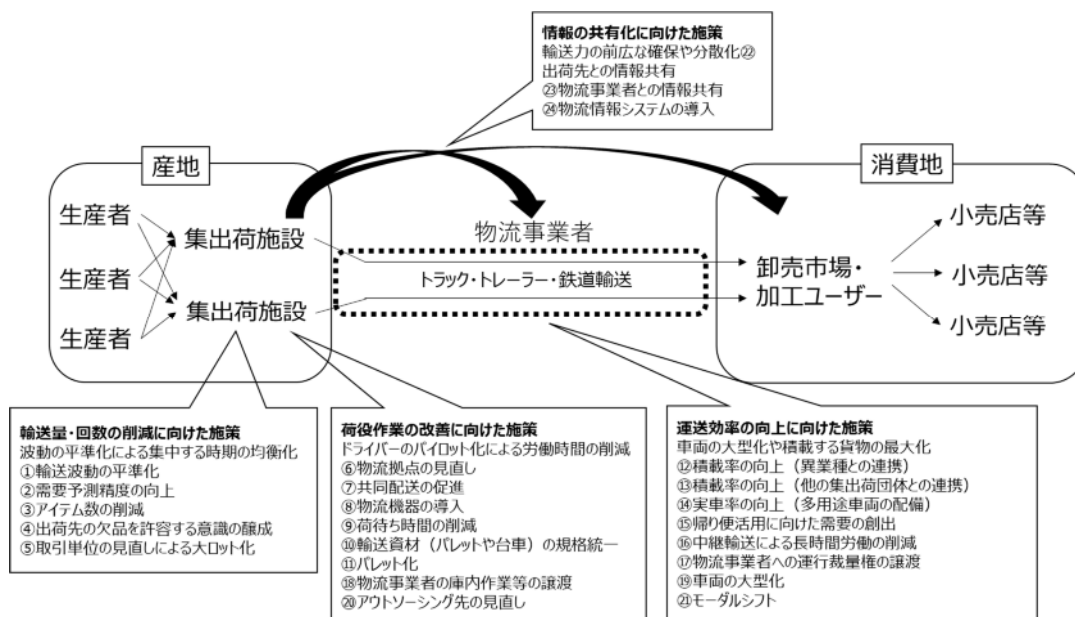 情報の共有化に向けた施策
輸送力の前広な確保や分散化㉒
出荷先との情報共有
㉓物流事業者との情報共有
㉔物流情報システムの導入
産地
消費地
生産者
生産者
生産者
集出荷施設
集出荷施設
物流事業者
トラック・トレーラー・鉄道輸送
卸売市場・
加工ユーザー
小売店等
小売店等
小売店等
輸送量・回数の削減に向けた施策
波動の平準化による集中する時期の均衡化
①輸送波動の平準化
②需要予測精度の向上
③アイテム数の削減
④出荷先の欠品を許容する意識の醸成
⑤取引単位の見直しによる大ロット化
荷役作業の改善に向けた施策
ドライバーのパイロット化による労働時間の削減
⑥物流拠点の見直し
⑦共同配送の促進
⑧物流機器の導入
⑨荷待ち時間の削減
⑩輸送資材（パレットや台車）の規格統一
⑪パレット化
⑱物流事業者の庫内作業等の譲渡
⑳アウトソーシング先の見直し
運送効率の向上に向けた施策
車両の大型化や積載する貨物の最大化
⑫積載率の向上（異業種との連携）
⑬積載率の向上（他の集出荷団体との連携）
⑭実車率の向上（多用途車両の配備）
⑮帰り便活用に向けた需要の創出
⑯中継輸送による長時間労働の削減
⑰物流事業者への運行裁量権の譲渡
⑲車両の大型化
㉑モーダルシフト